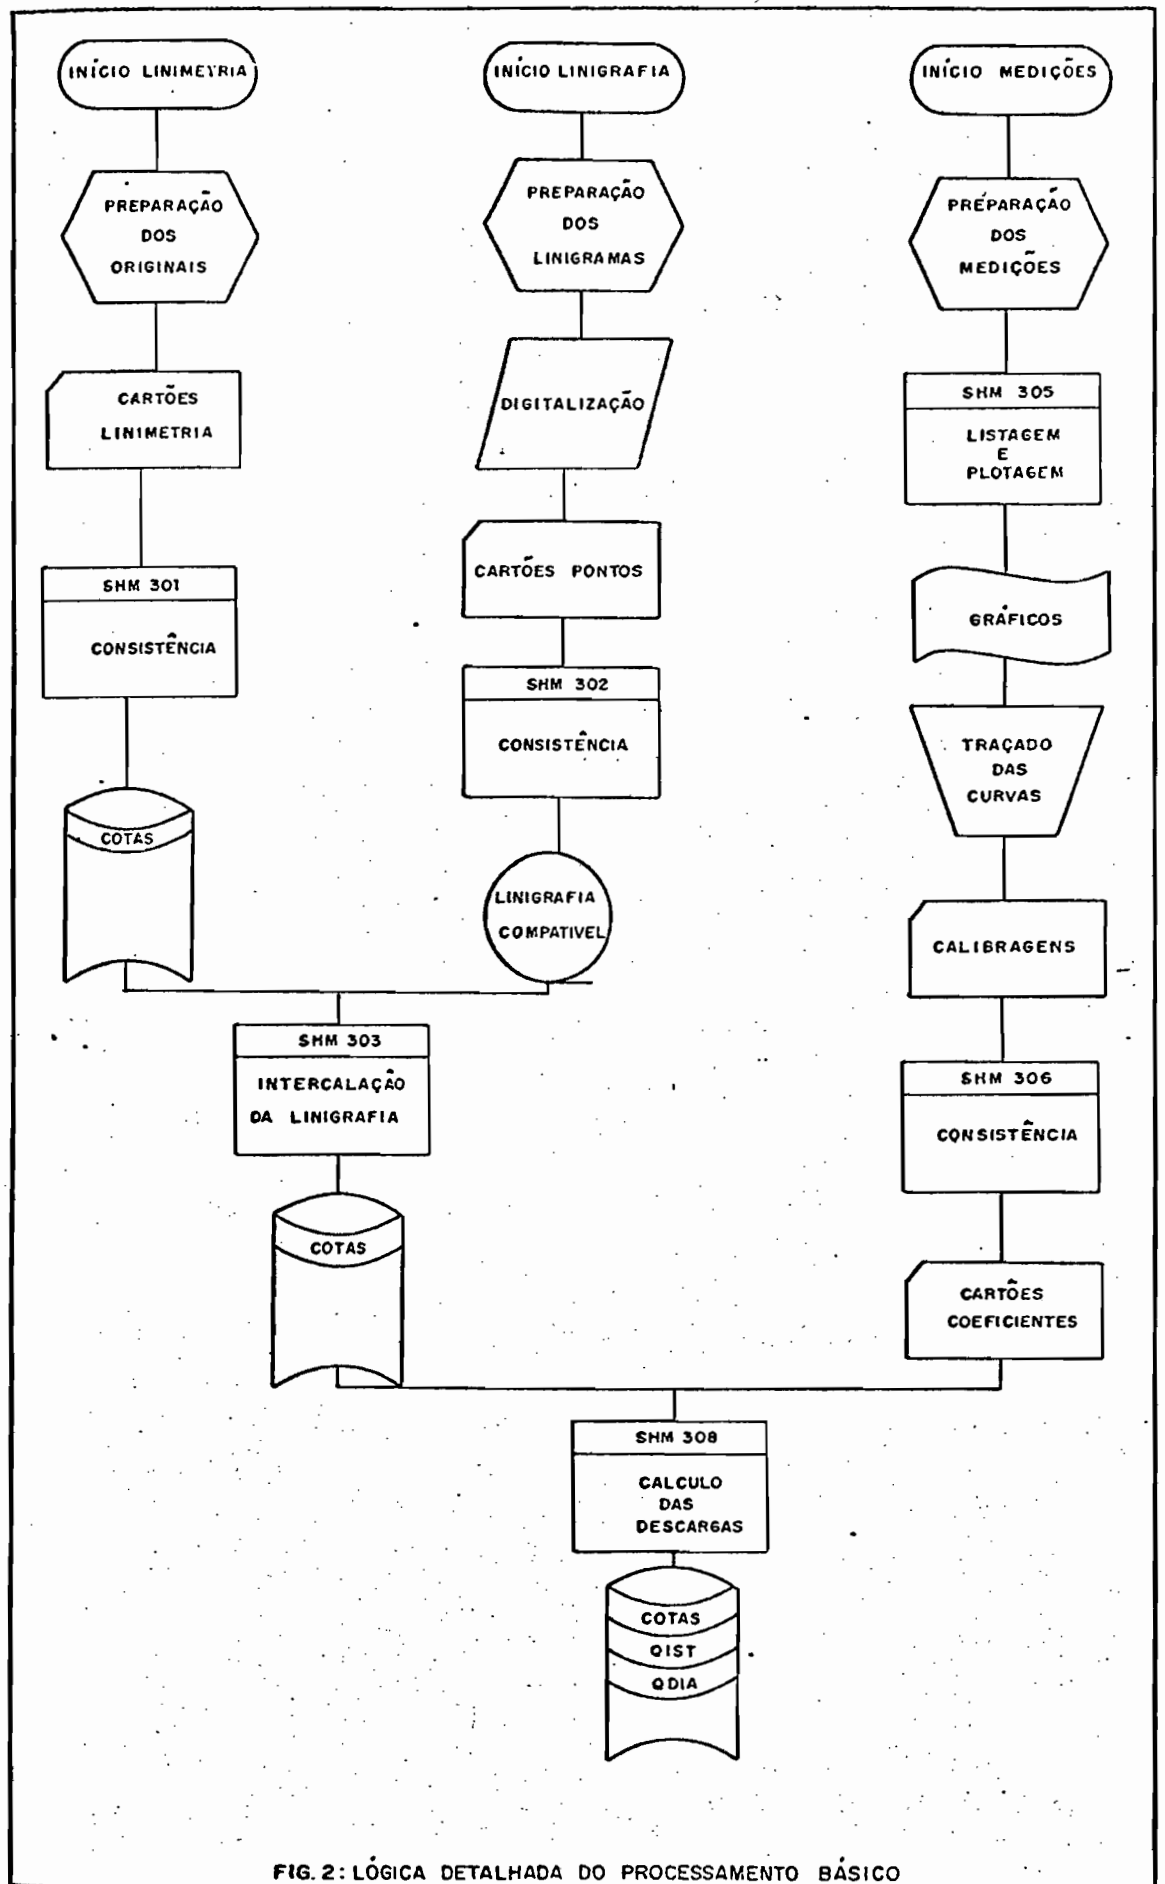 INÍCIO LINIMETRIA
PREPARAÇÃO
DOS
ORIGINAIS
CARTÕES
LINIMETRIA
SHM 301
CONSISTÊNCIA
COTAS
INÍCIO LINIGRAFIA
PREPARAÇÃO
DOS
LINIGRAMAS
DIGITALIZAÇÃO
CARTÕES PONTOS
SHM 302
CONSISTÊNCIA
LINIGRAFIA
COMPATIVEL
SHM 303
INTERCALAÇÃO
DA LINIGRAFIA
COTAS
INÍCIO MEDIÇÕES
PREPARAÇÃO
DOS
MEDIÇÕES
SHM 305
LISTAGEM
E
PLOTAGEM
GRÁFICOS
TRAÇADO
DAS
CURVAS
CALIBRAGENS
SHM 306
CONSISTÊNCIA
CARTÕES
COEFICIENTES
SHM 308
CALCULO
DAS
DESCARGAS
COTAS
QIST
QDIA
FIG. 2: LÓGICA DETALHADA DO PROCESSAMENTO BÁSICO